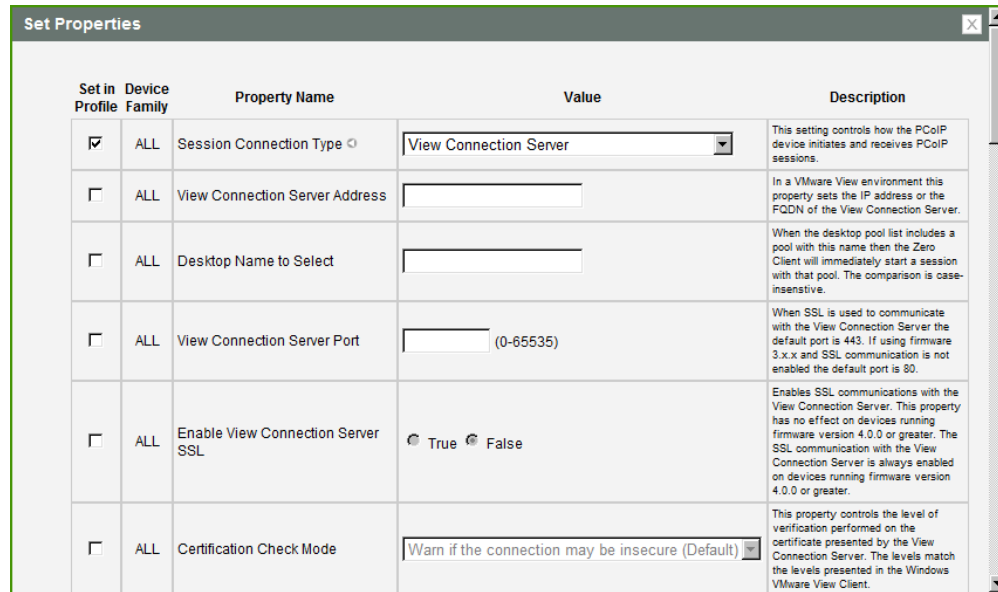 Set Properties
X
Set in Profile
Device Family
Property Name
Value
Description
ALL
Session Connection Type
View Connection Server
This setting controls how the PCoIP
device initiates and receives PCoIP
sessions.
ALL
View Connection Server Address
In a VMware View environment this
property sets the IP address or the
FQDN of the View Connection Server.
ALL
Desktop Name to Select
When the desktop pool list includes a
pool with this name then the Zero
Client will immediately start a session
with that pool. The comparison is case-
insenstive.
ALL
View Connection Server Port
(0-65535)
When SSL is used to communicate
with the View Connection Server the
default port is 443. If using firmware
3.x.x and SSL communication is not
enabled the default port is 80.
ALL
Enable View Connection Server
SSL
True
False
Enables SSL communications with the
View Connection Server. This property
has no effect on devices running
firmware version 4.0.0 or greater. The
SSL communication with the View
Connection Server is always enabled
on devices running firmware version
4.0.0 or greater.
ALL
Certification Check Mode
Warn if the connection may be insecure (Default)
This property controls the level of
verification performed on the
certificate presented by the View
Connection Server. The levels match
the levels presented in the Windows
VMware View Client.